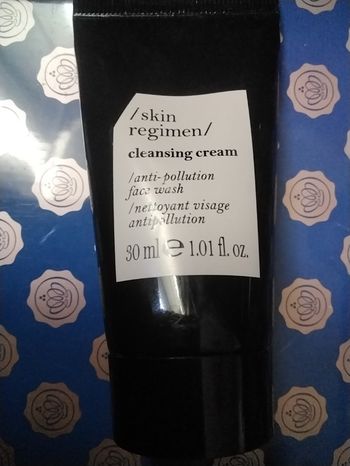 /skin
regimen/
cleansing cream
/anti-pollution
face wash
/nettoyant visage
antipollution
30 ml e 1.01 fl. oz.